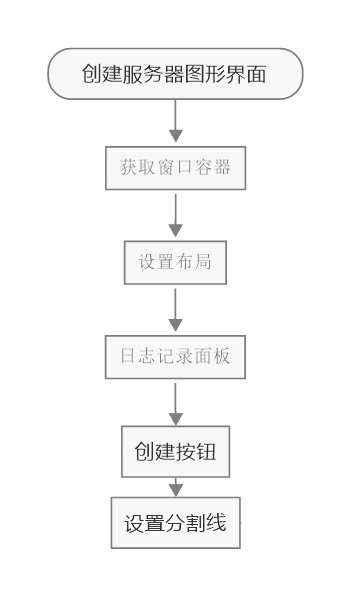 创建服务器图形界面
获取窗口容器
设置布局
日志记录面板
创建按钮
设置分割线